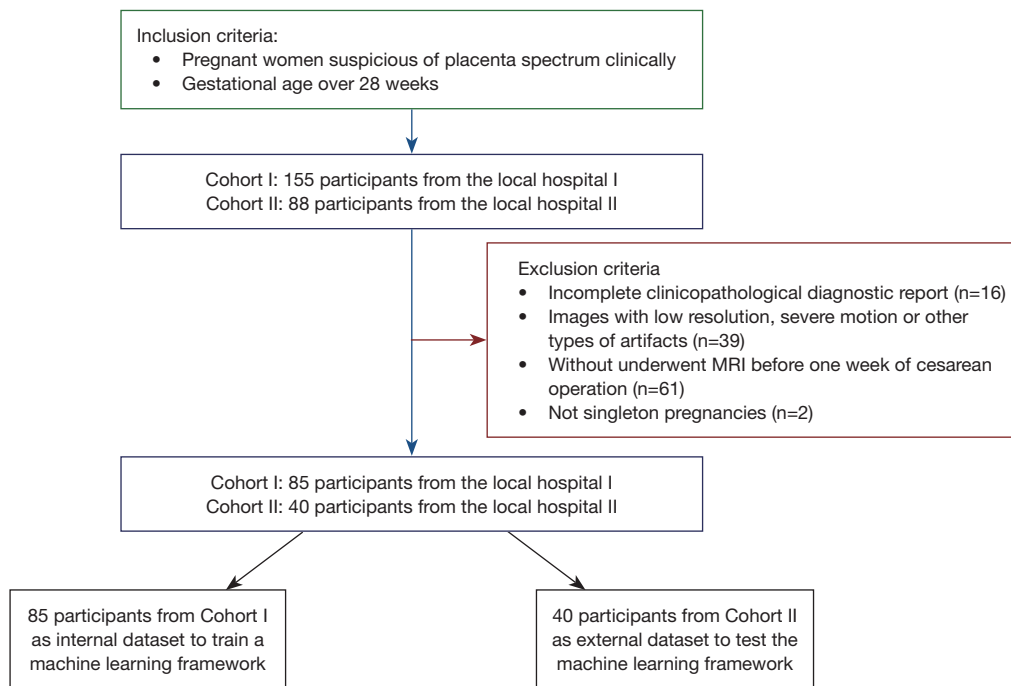 Inclusion criteria:
• Pregnant women suspicious of placenta spectrum clinically
• Gestational age over 28 weeks
Cohort I: 155 participants from the local hospital I
Cohort II: 88 participants from the local hospital II
Exclusion criteria
• Incomplete clinicopathological diagnostic report (n=16)
• Images with low resolution, severe motion or other
types of artifacts (n=39)
• Without underwent MRI before one week of cesarean
operation (n=61)
• Not singleton pregnancies (n=2)
Cohort I: 85 participants from the local hospital I
Cohort II: 40 participants from the local hospital II
85 participants from Cohort I
as internal dataset to train a
machine learning framework
40 participants from Cohort II
as external dataset to test the
machine learning framework